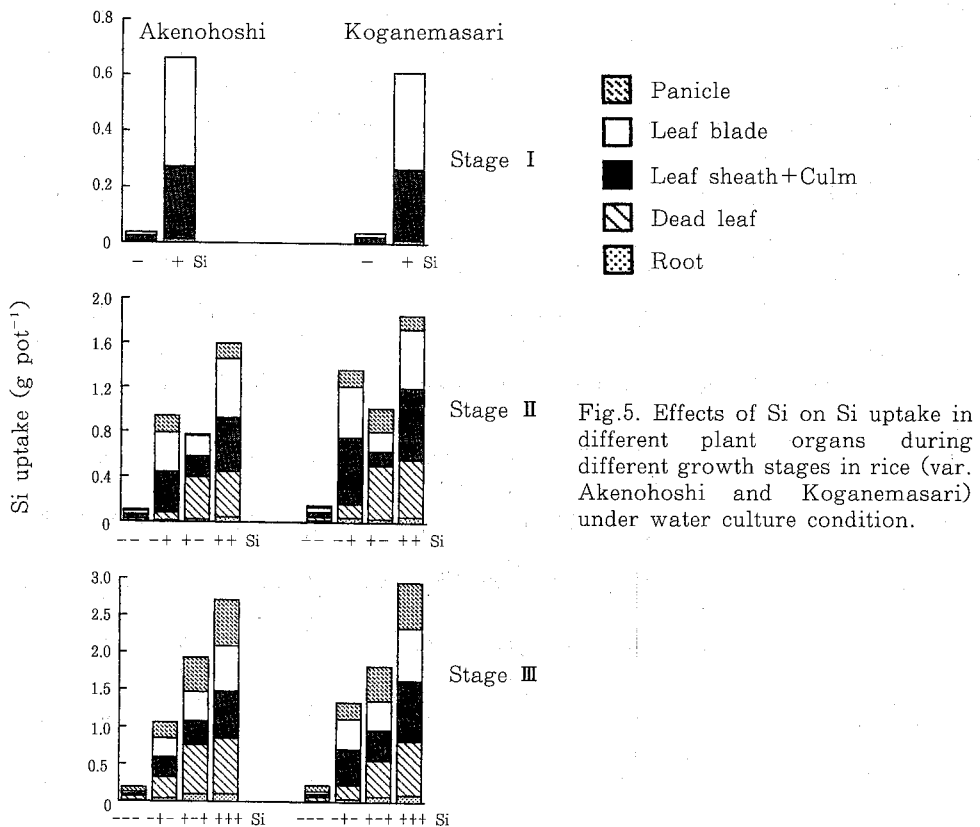 Akenohoshi Koganemasari
0.8
0.6
0.4
0.2
0
− + Si − + Si
Stage I
Panicle
Leaf blade
Leaf sheath+Culm
Dead leaf
Root
Si uptake (g pot⁻¹)
2.0
1.6
1.2
0.8
0.4
0
-- -+ +- ++ Si -- -+ +- ++ Si
Stage II
3.0
2.5
2.0
1.5
1.0
0.5
0
--- -+- +-+ +++ Si --- -+- +-+ +++ Si
Stage III
Fig.5. Effects of Si on Si uptake in
different plant organs during
different growth stages in rice (var.
Akenohoshi and Koganemasari)
under water culture condition.